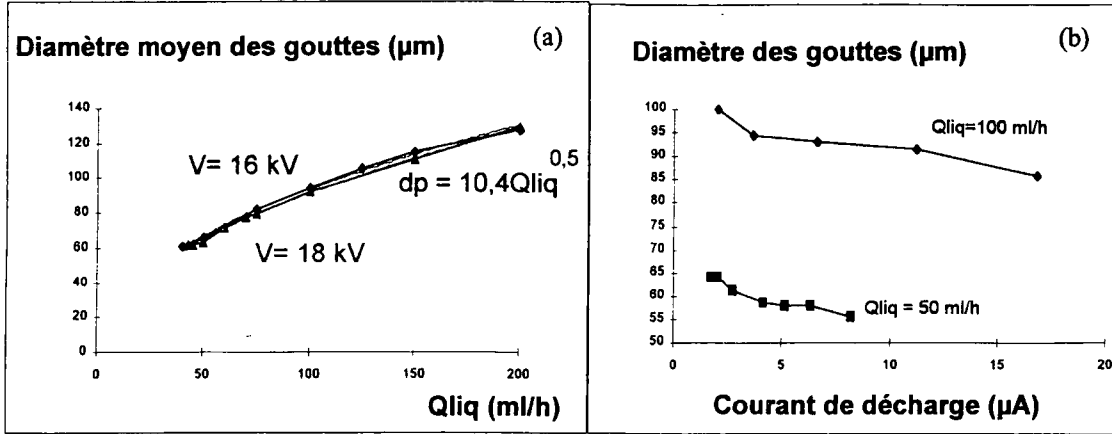 Diamètre moyen des gouttes (µm)
(a)
140
120
100
80
60
40
20
0
V= 16 kV
dp = 10,4Qliq 0,5
V= 18 kV
0
50
100
150
200
Qliq (ml/h)
Diamètre des gouttes (µm)
(b)
100
95
90
85
80
75
70
65
60
55
50
Qliq=100 ml/h
Qliq = 50 ml/h
0
5
10
15
20
Courant de décharge (µA)